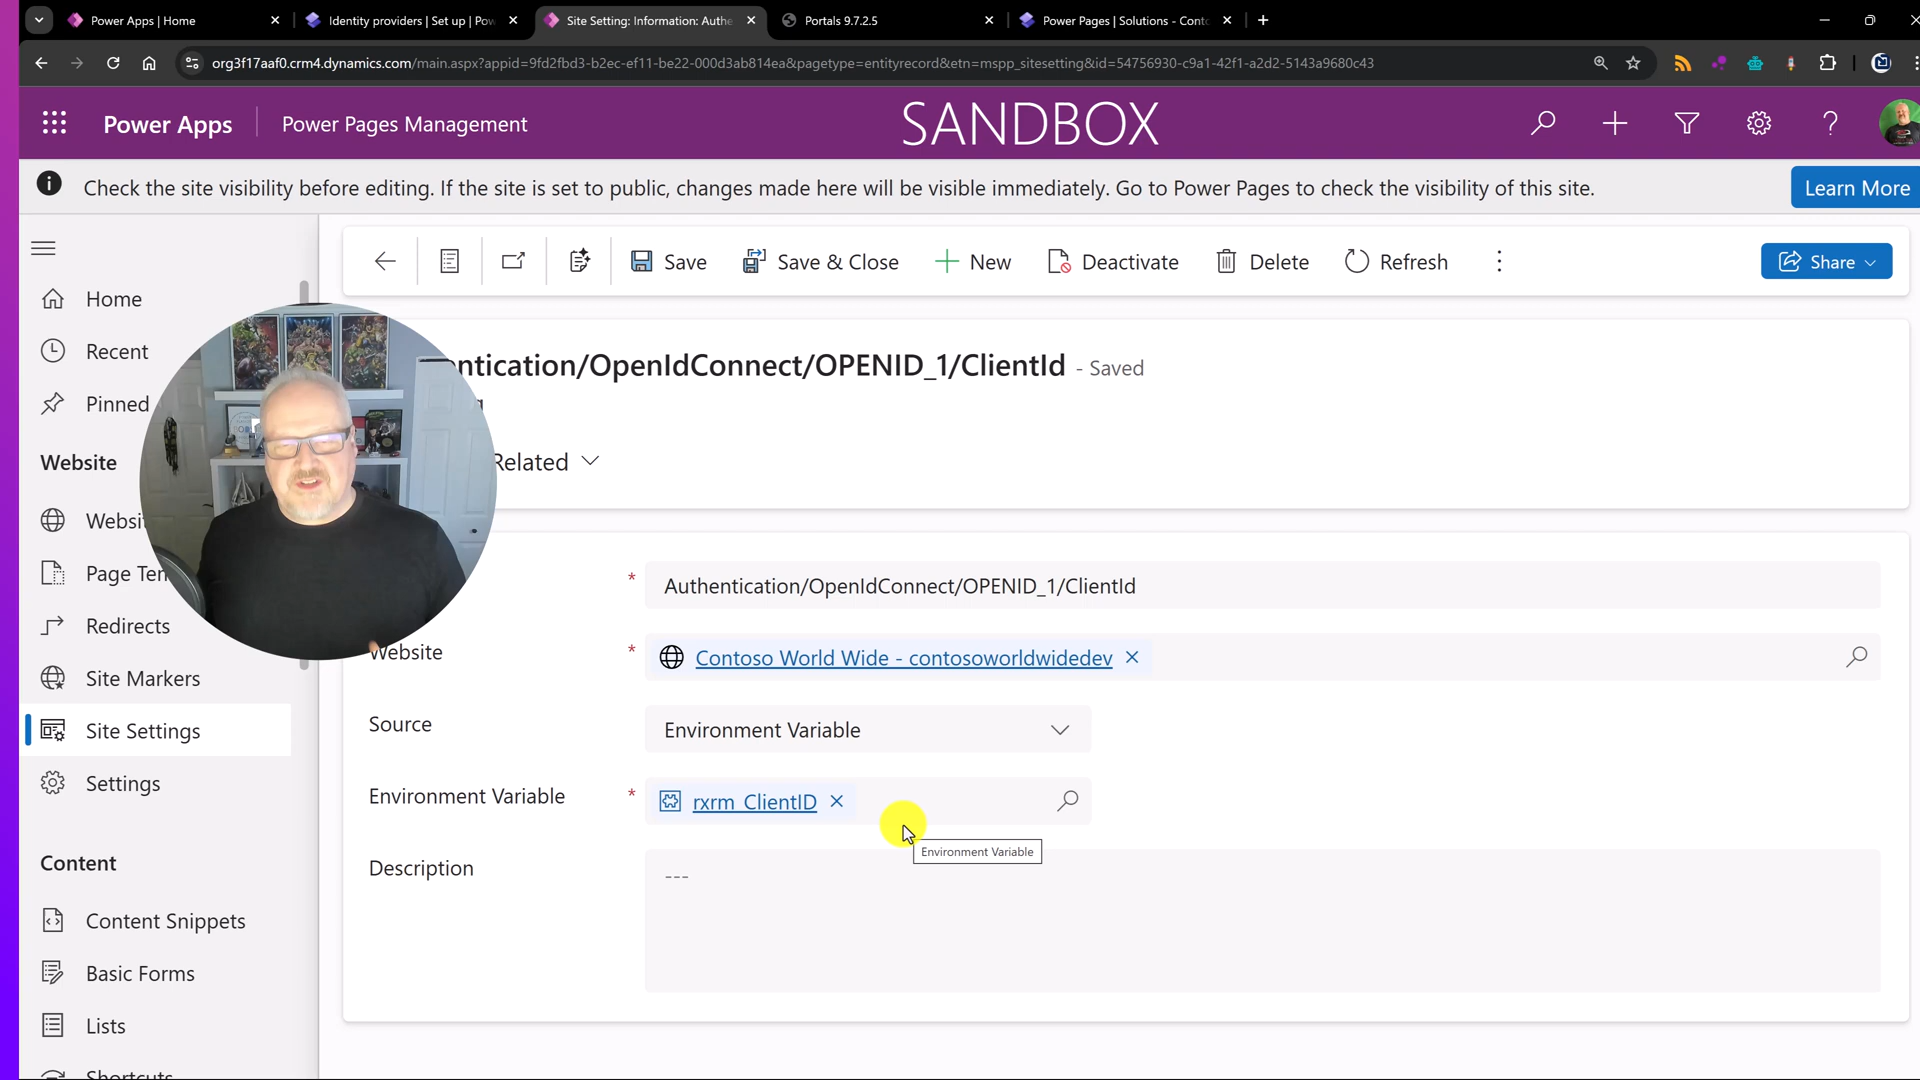 Power Apps | Home
Identity providers | Set up | Pow
Site Setting: Information: Authe
Portals 9.7.2.5
Power Pages | Solutions - Conto
org3f17aaf0.crm4.dynamics.com/main.aspx?appid=9fd2fbd3-b2ec-ef11-be22-000d3ab814ea&pagetype=entityrecord&etn=mspp_sitesetting&id=54756930-c9a1-42f1-a2d2-5143a9680c43
Power Apps
Power Pages Management
SANDBOX
Check the site visibility before editing. If the site is set to public, changes made here will be visible immediately. Go to Power Pages to check the visibility of this site.
Learn More
Save
Save & Close
New
Deactivate
Delete
Refresh
Share
Home
Recent
Pinned
Website
Websi
Page Ten
Redirects
Site Markers
Site Settings
Settings
Content
Content Snippets
Basic Forms
Lists
Shortcuts
ntication/OpenIdConnect/OPENID_1/ClientId - Saved
Related
* Authentication/OpenIdConnect/OPENID_1/ClientId
Website * Contoso World Wide - contosoworldwidedev
Source Environment Variable
Environment Variable * rxrm_ClientID
Environment Variable
Description ---